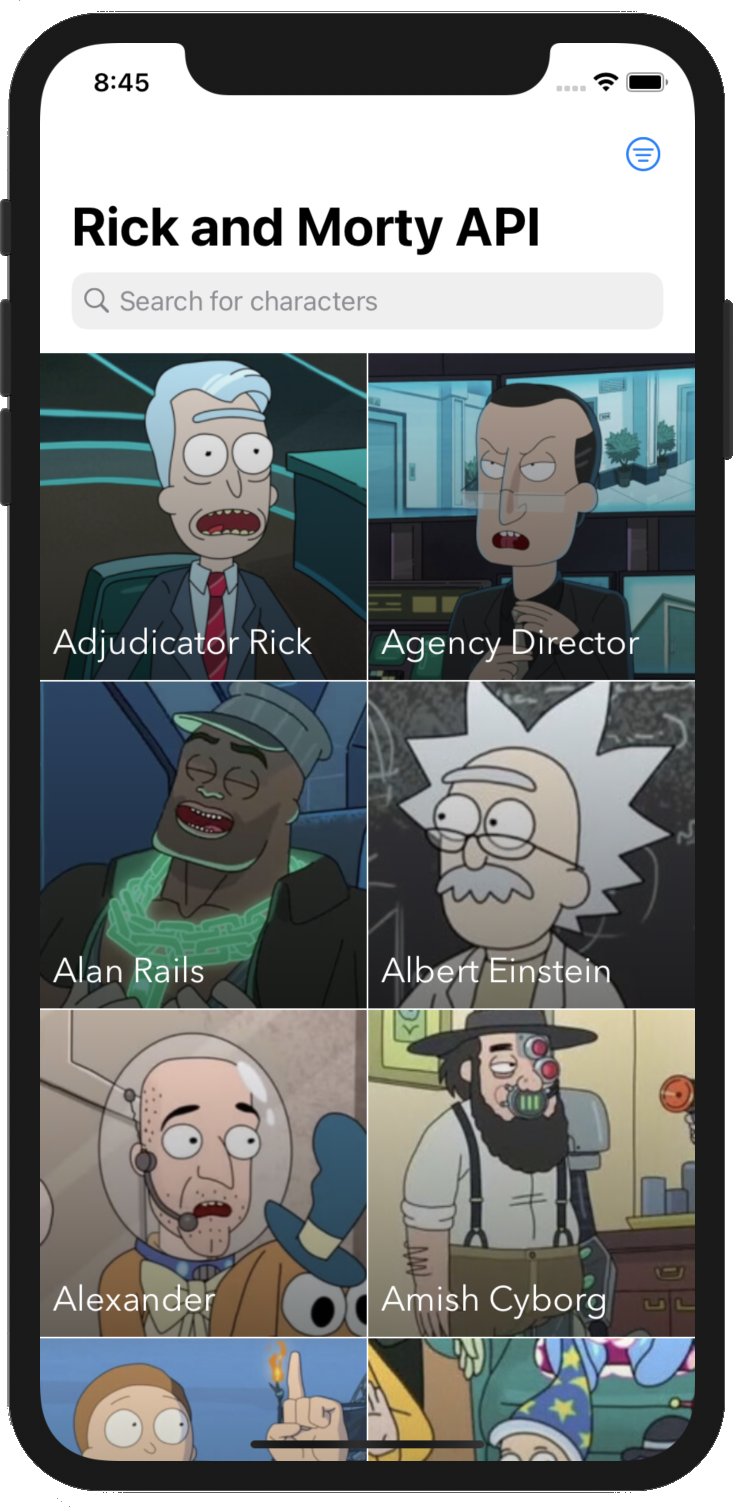 8:45
Rick and Morty API
Search for characters
Adjudicator Rick
Agency Director
Alan Rails
Albert Einstein
Alexander
Amish Cyborg